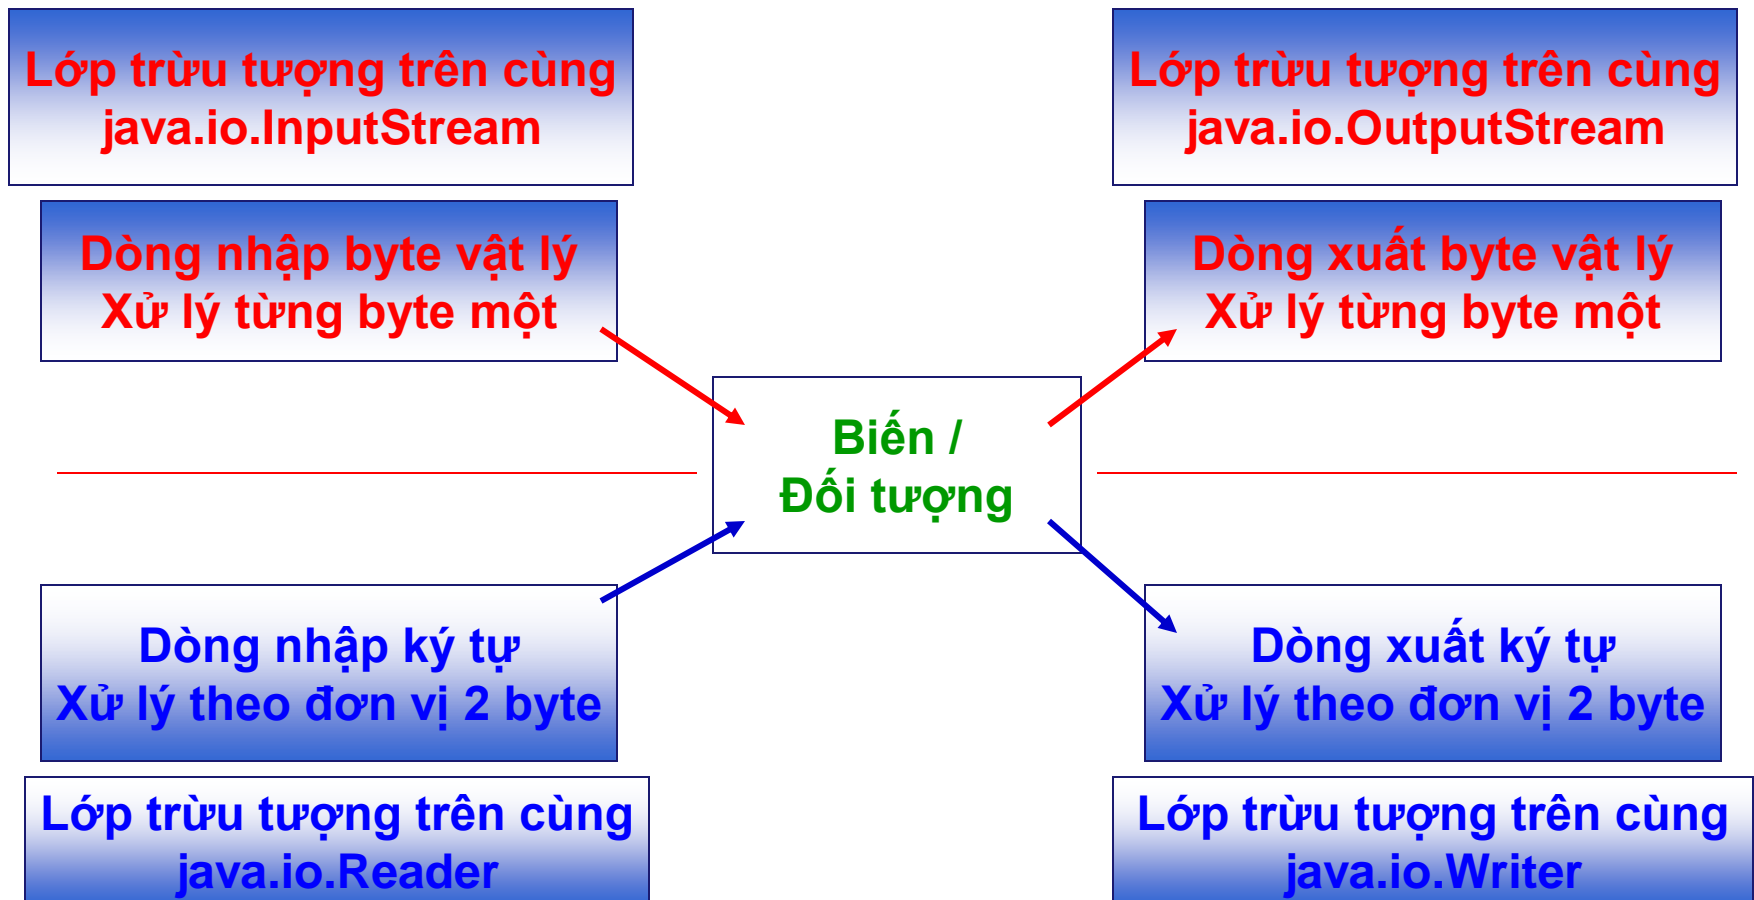 Lớp trừu tượng trên cùng
java.io.InputStream
Lớp trừu tượng trên cùng
java.io.OutputStream
Dòng nhập byte vật lý
Xử lý từng byte một
Dòng xuất byte vật lý
Xử lý từng byte một
Biến /
Đối tượng
Dòng nhập ký tự
Xử lý theo đơn vị 2 byte
Dòng xuất ký tự
Xử lý theo đơn vị 2 byte
Lớp trừu tượng trên cùng
java.io.Reader
Lớp trừu tượng trên cùng
java.io.Writer